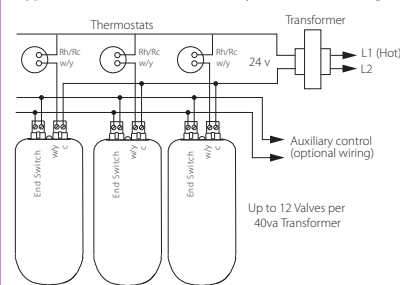 Thermostats
Transformer
Rh/Rc
w/y
Rh/Rc
w/y
Rh/Rc
w/y
24 v
L1 (Hot)
L2
Auxiliary control
(optional wiring)
End Switch
w/y
c
End Switch
w/y
c
End Switch
w/y
c
Up to 12 Valves per
40va Transformer